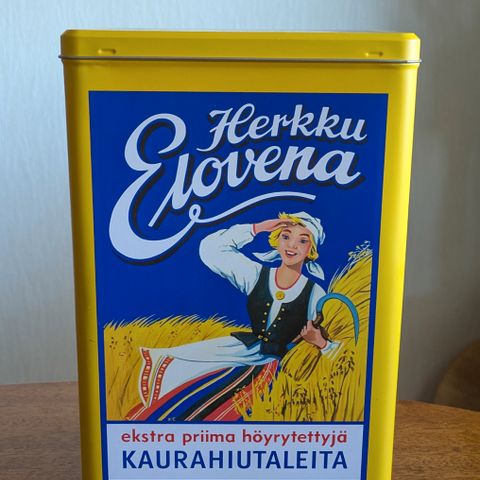 Herkku
Elovena
ekstra priima höyrytettyjä
KAURAHIUTALEITA